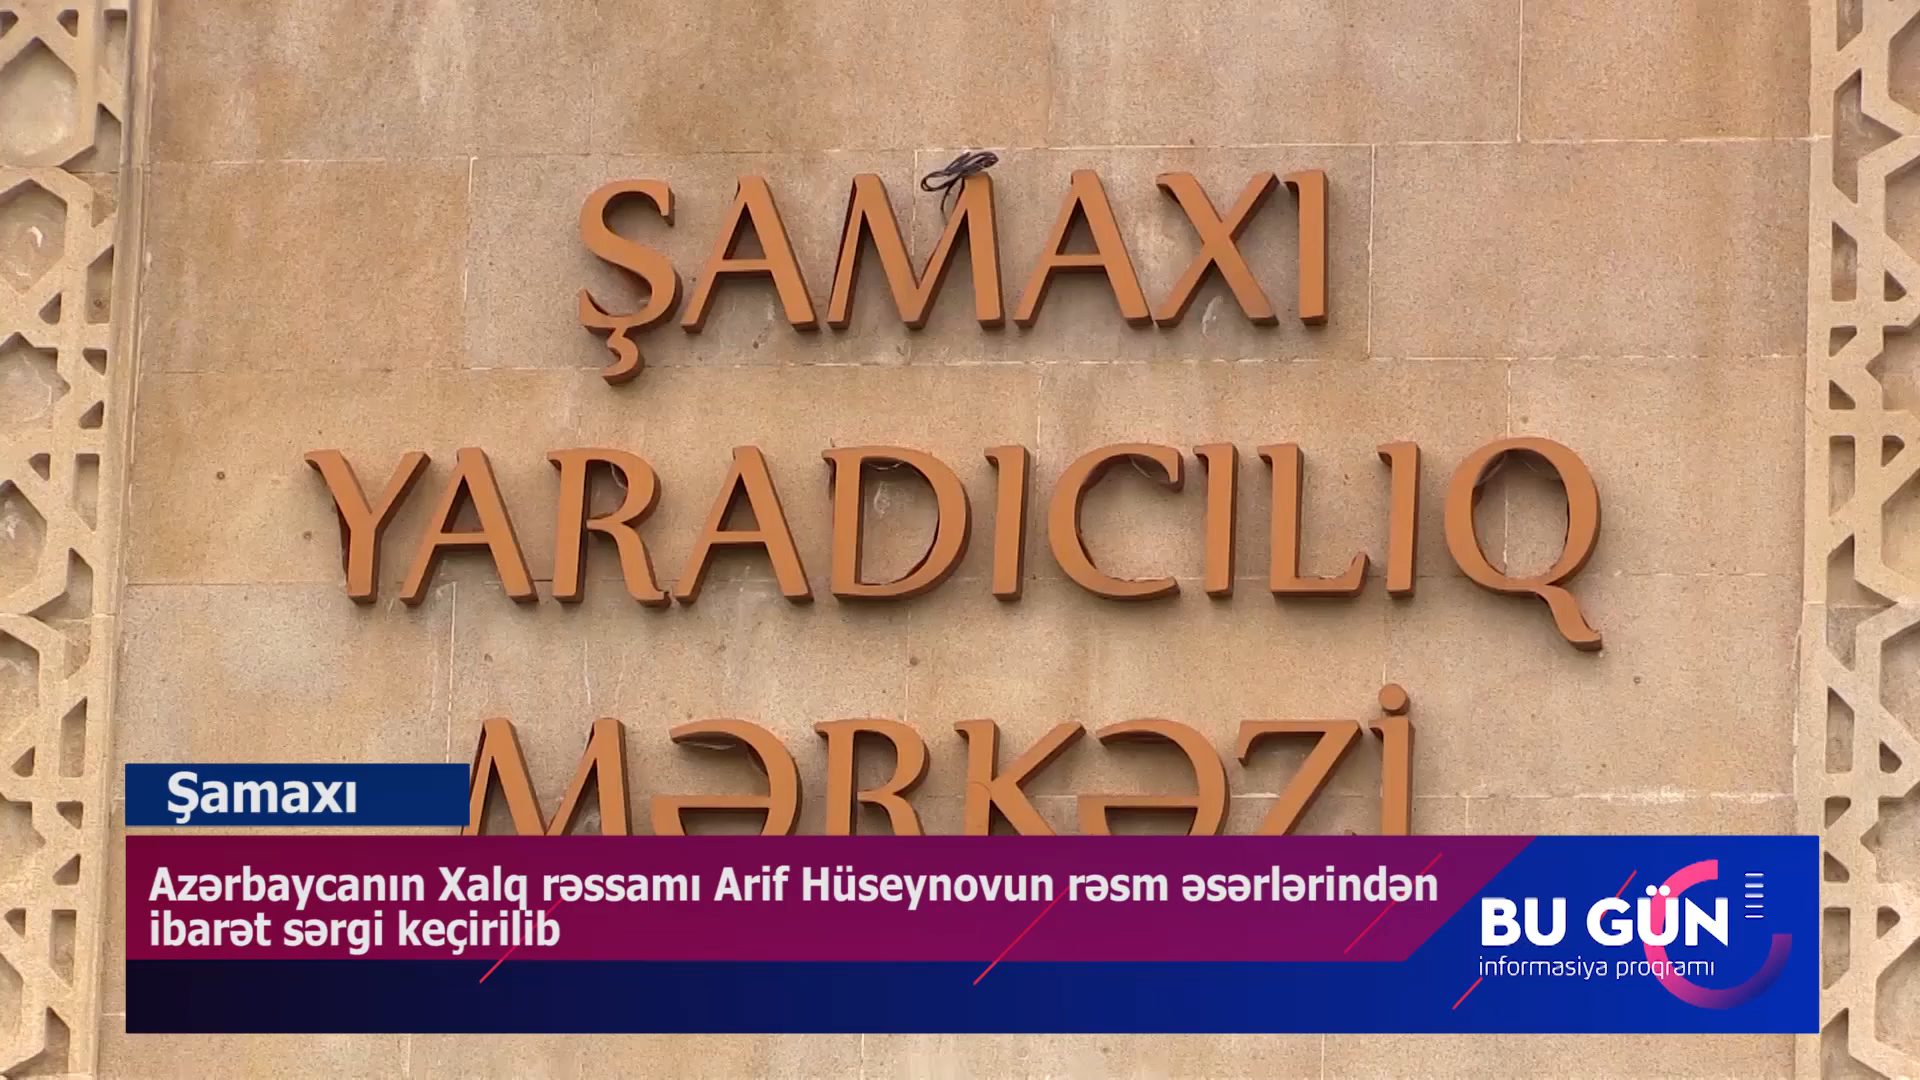 ŞAMAXI
YARADICILIQ
MƏRKƏZİ
Şamaxı
Azərbaycanın Xalq rəssamı Arif Hüseynovun rəsm əsərlərindən
ibarət sərgi keçirilib
BU GÜN
informasiya proqramı